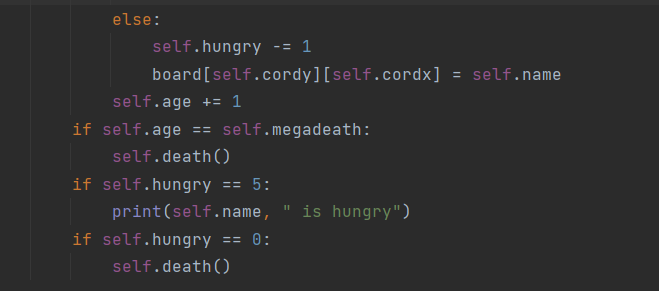 else:
self.hungry -= 1
board[self.cordy][self.cordx] = self.name
self.age += 1
if self.age == self.megadeath:
self.death()
if self.hungry == 5:
print(self.name, " is hungry")
if self.hungry == 0:
self.death()